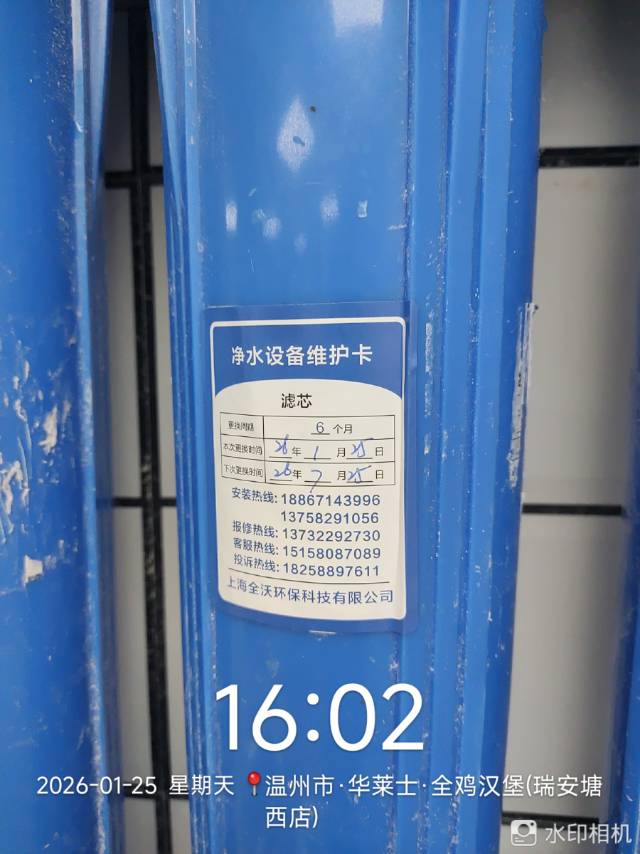 净水设备维护卡
滤芯
更换周期 6 个月
本次更换时间 26 年 1 月 25 日
下次更换时间 26 年 7 月 25 日
安装热线: 18867143996
13758291056
报修热线: 13732292730
客服热线: 15158087089
投诉热线: 18258897611
上海全沃环保科技有限公司
16:02
2026-01-25 星期天 温州市·华莱士·全鸡汉堡(瑞安塘
西店)
水印相机